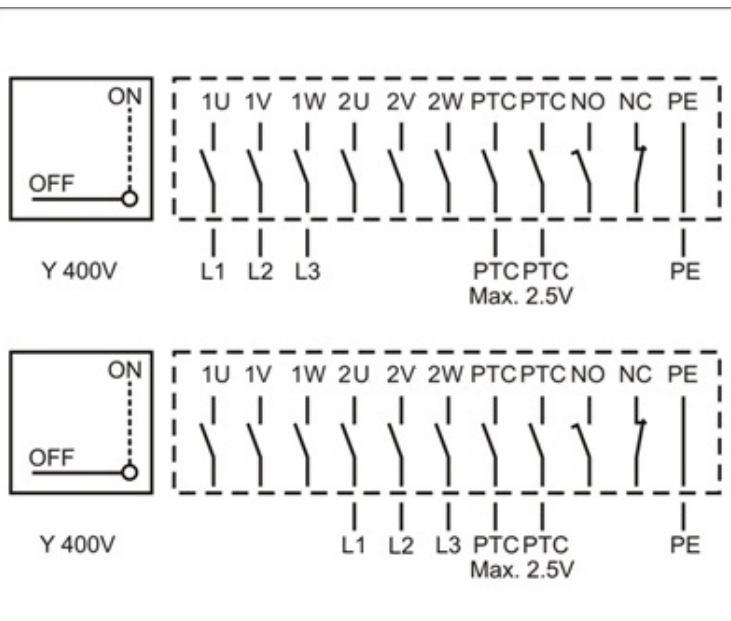 ON 1U 1V 1W 2U 2V 2W PTC PTC NO NC PE
OFF
Y 400V L1 L2 L3 PTC PTC PE
Max. 2.5V
ON 1U 1V 1W 2U 2V 2W PTC PTC NO NC PE
OFF
Y 400V L1 L2 L3 PTC PTC PE
Max. 2.5V